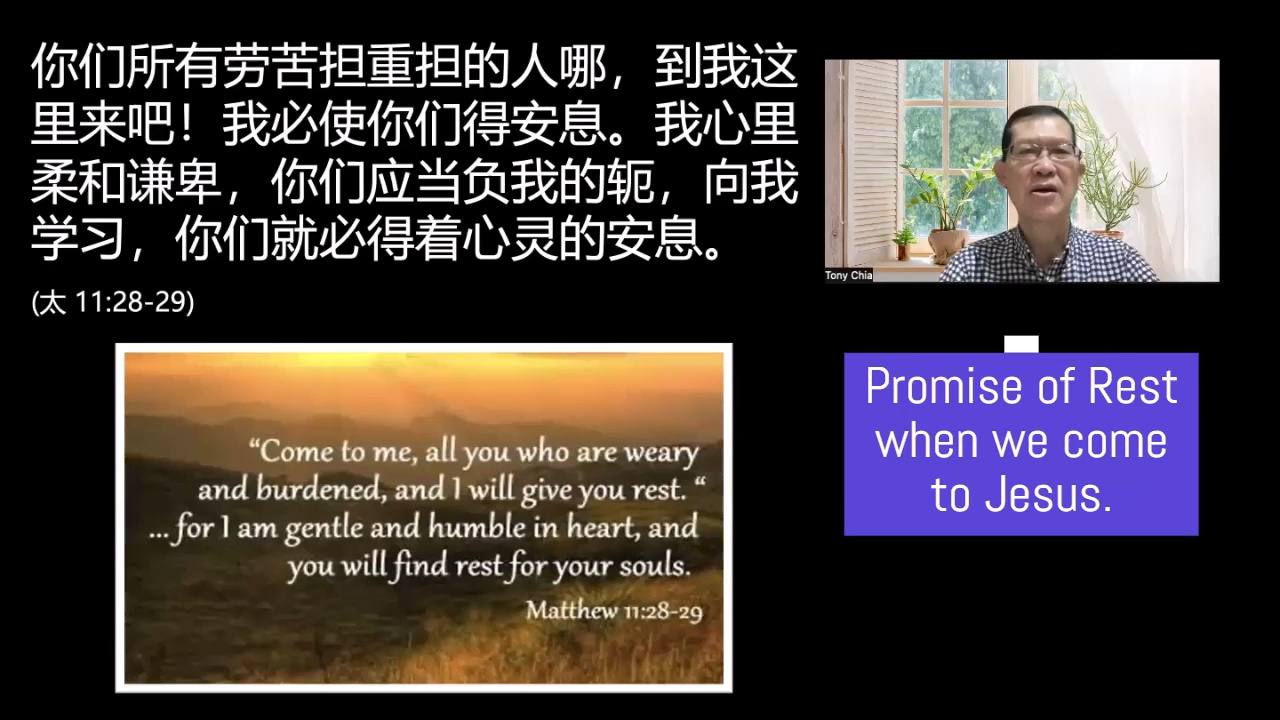 你们所有劳苦担重担的人哪，到我这
里来吧！我必使你们得安息。我心里
柔和谦卑，你们应当负我的轭，向我
学习，你们就必得着心灵的安息。
(太 11:28-29)
Tony Chia
“Come to me, all you who are weary
and burdened, and I will give you rest. “
... for I am gentle and humble in heart, and
you will find rest for your souls.
Matthew 11:28-29
Promise of Rest
when we come
to Jesus.